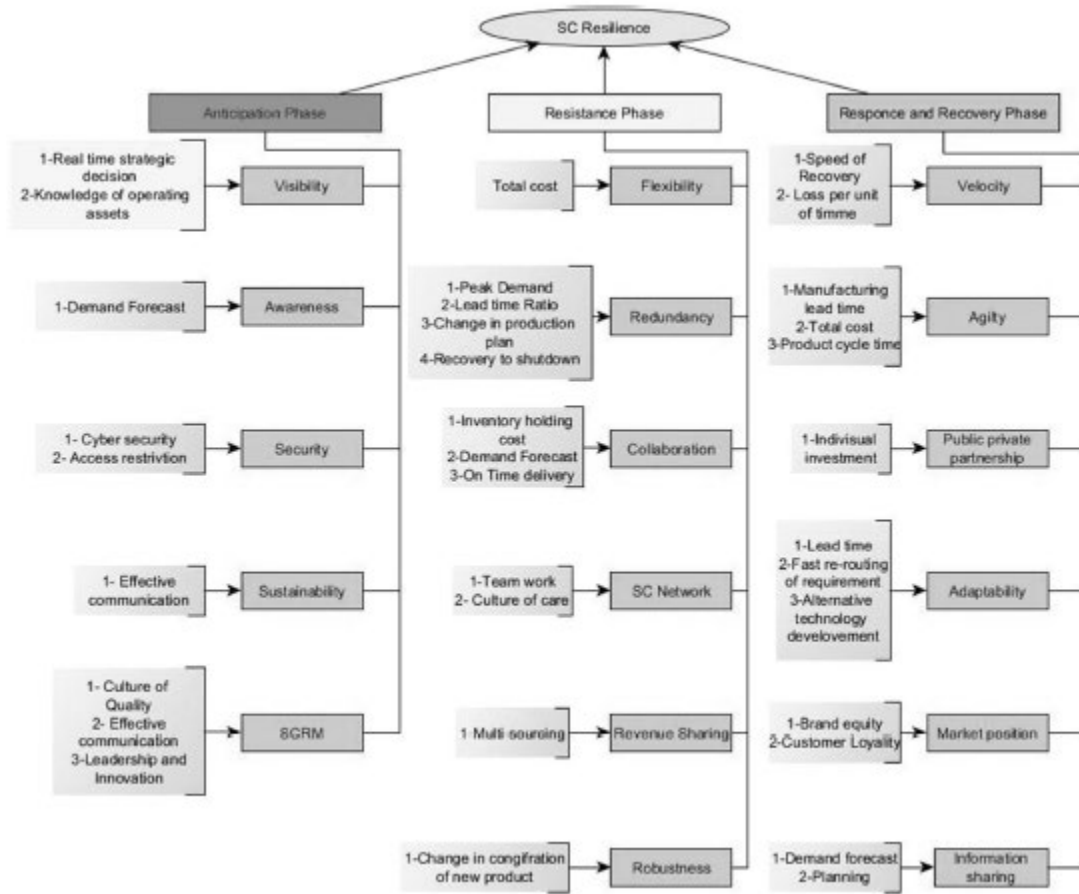 SC Resilience
Anticipation Phase
Resistance Phase
Responce and Recovery Phase
1-Real time strategic
decision
2-Knowledge of operating
assets
Visibility
Total cost
Flexibility
1-Speed of
Recovery
2- Loss per unit
of timme
Velocity
1-Demand Forecast
Awareness
1-Peak Demand
2-Lead time Ratio
3-Change in production
plan
4-Recovery to shutdown
Redundancy
1-Manufacturing
lead time
2-Total cost
3-Product cycle time
Agilty
1- Cyber security
2- Access restrivtion
Security
1-Inventory holding
cost
2-Demand Forecast
3-On Time delivery
Collaboration
1-Indivisual
investment
Public private
partnership
1- Effective
communication
Sustainability
1-Team work
2- Culture of care
SC Network
1-Lead time
2-Fast re-routing
of requirement
3-Alternative
technology
develovement
Adaptability
1- Culture of
Quality
2- Effective
communication
3-Leadership and
Innovation
SCRM
1 Multi sourcing
Revenue Sharing
1-Brand equity
2-Customer Loyality
Market position
1-Change in congifration
of new product
Robustness
1-Demand forecast
2-Planning
Information
sharing